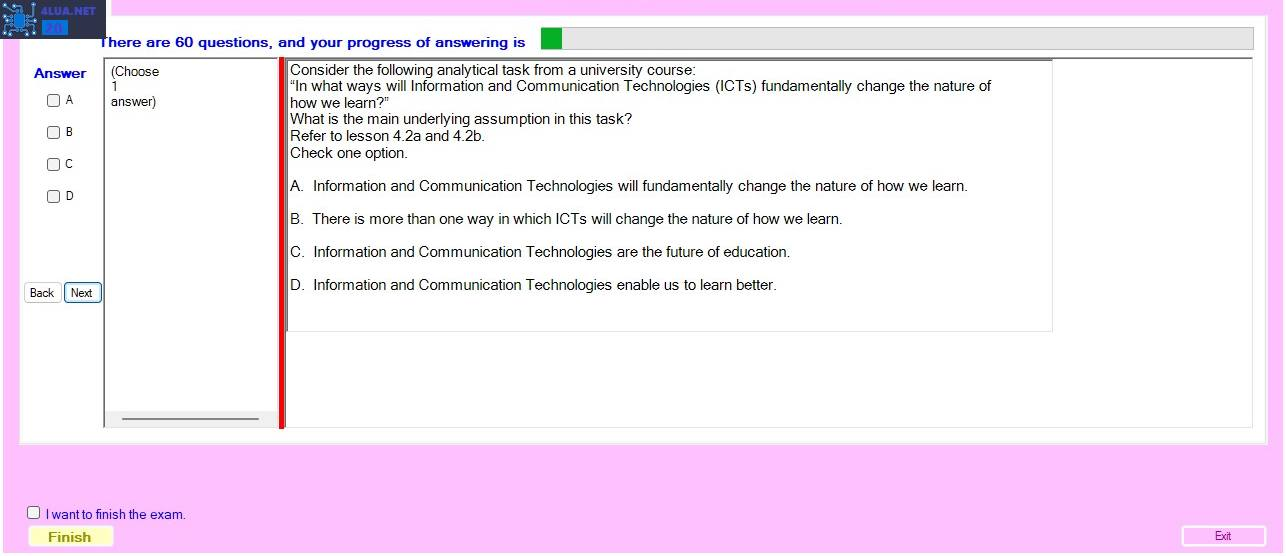 4LUA.NET
2.0
There are 60 questions, and your progress of answering is
Answer
A
B
C
D
Back Next
(Choose
1
answer)
Consider the following analytical task from a university course:
“In what ways will Information and Communication Technologies (ICTs) fundamentally change the nature of
how we learn?”
What is the main underlying assumption in this task?
Refer to lesson 4.2a and 4.2b.
Check one option.
A. Information and Communication Technologies will fundamentally change the nature of how we learn.
B. There is more than one way in which ICTs will change the nature of how we learn.
C. Information and Communication Technologies are the future of education.
D. Information and Communication Technologies enable us to learn better.
I want to finish the exam.
Finish
Exit